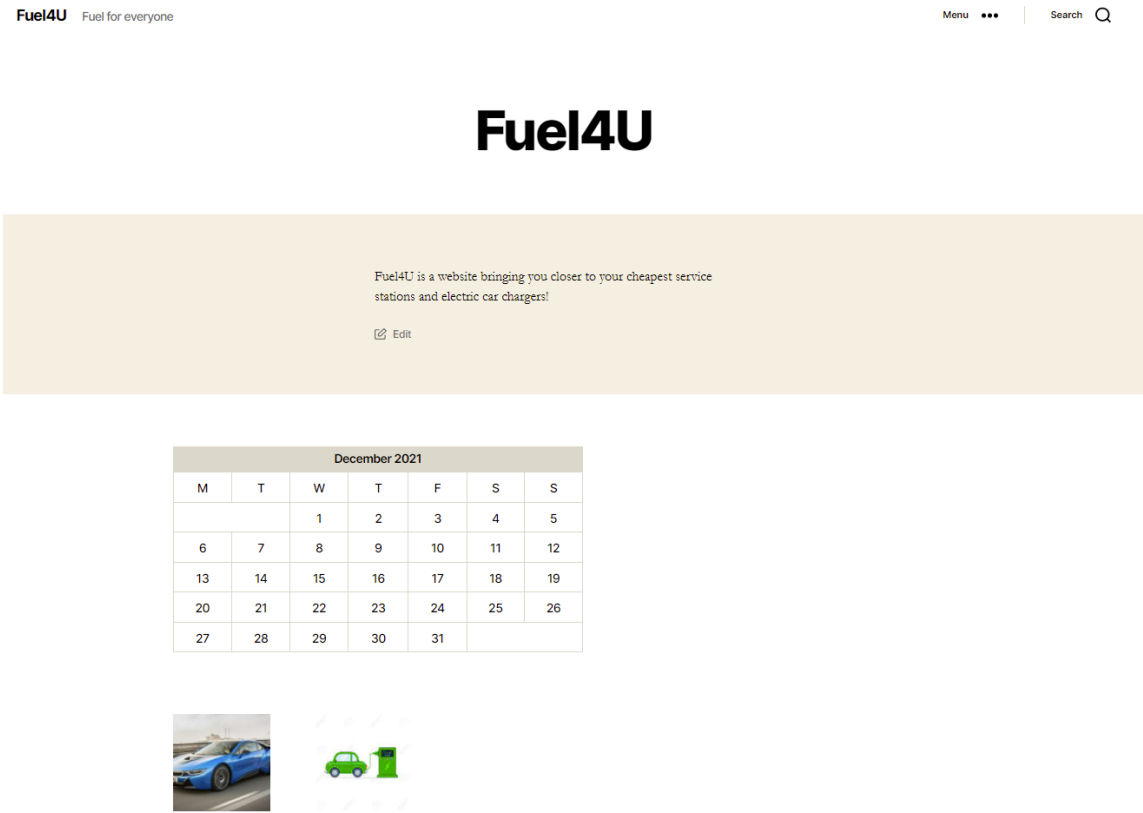 Fuel4U Fuel for everyone Menu Search
Fuel4U
Fuel4U is a website bringing you closer to your cheapest service
stations and electric car chargers!
Edit
December 2021
M T W T F S S
1 2 3 4 5
6 7 8 9 10 11 12
13 14 15 16 17 18 19
20 21 22 23 24 25 26
27 28 29 30 31